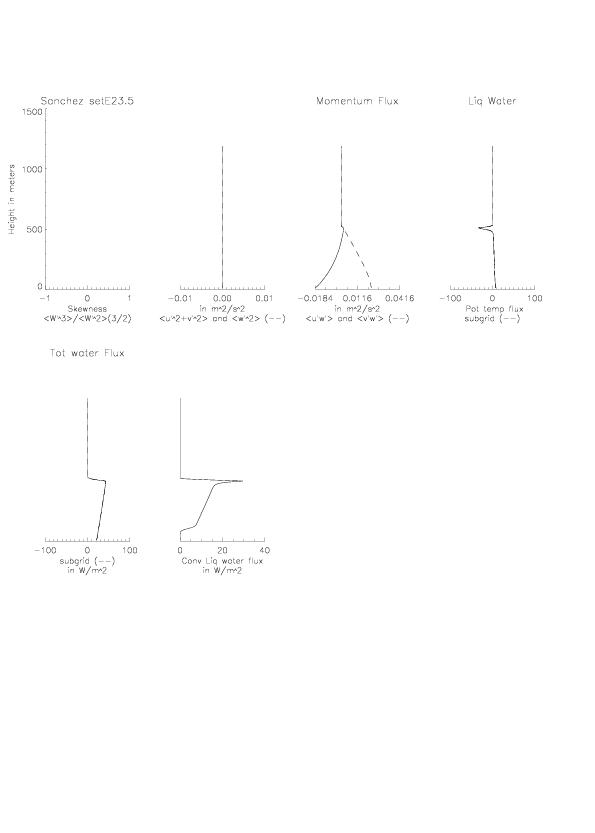 Sanchez setE23.5
Momentum Flux
Liq Water
1500
1000
500
0
Height in meters
-1 0 1
-0.01 0.00 0.01
-0.0184 0.0116 0.0416
-100 0 100
Skewness
<W'^3>/<W'^2>(3/2)
in m^2/s^2
<u'^2+v'^2> and <w'^2> (--)
in m^2/s^2
<u'w'> and <v'w'> (--)
Pot temp flux
subgrid (--)
Tot water Flux
-100 0 100
0 20 40
subgrid (--)
in W/m^2
Conv Liq water flux
in W/m^2